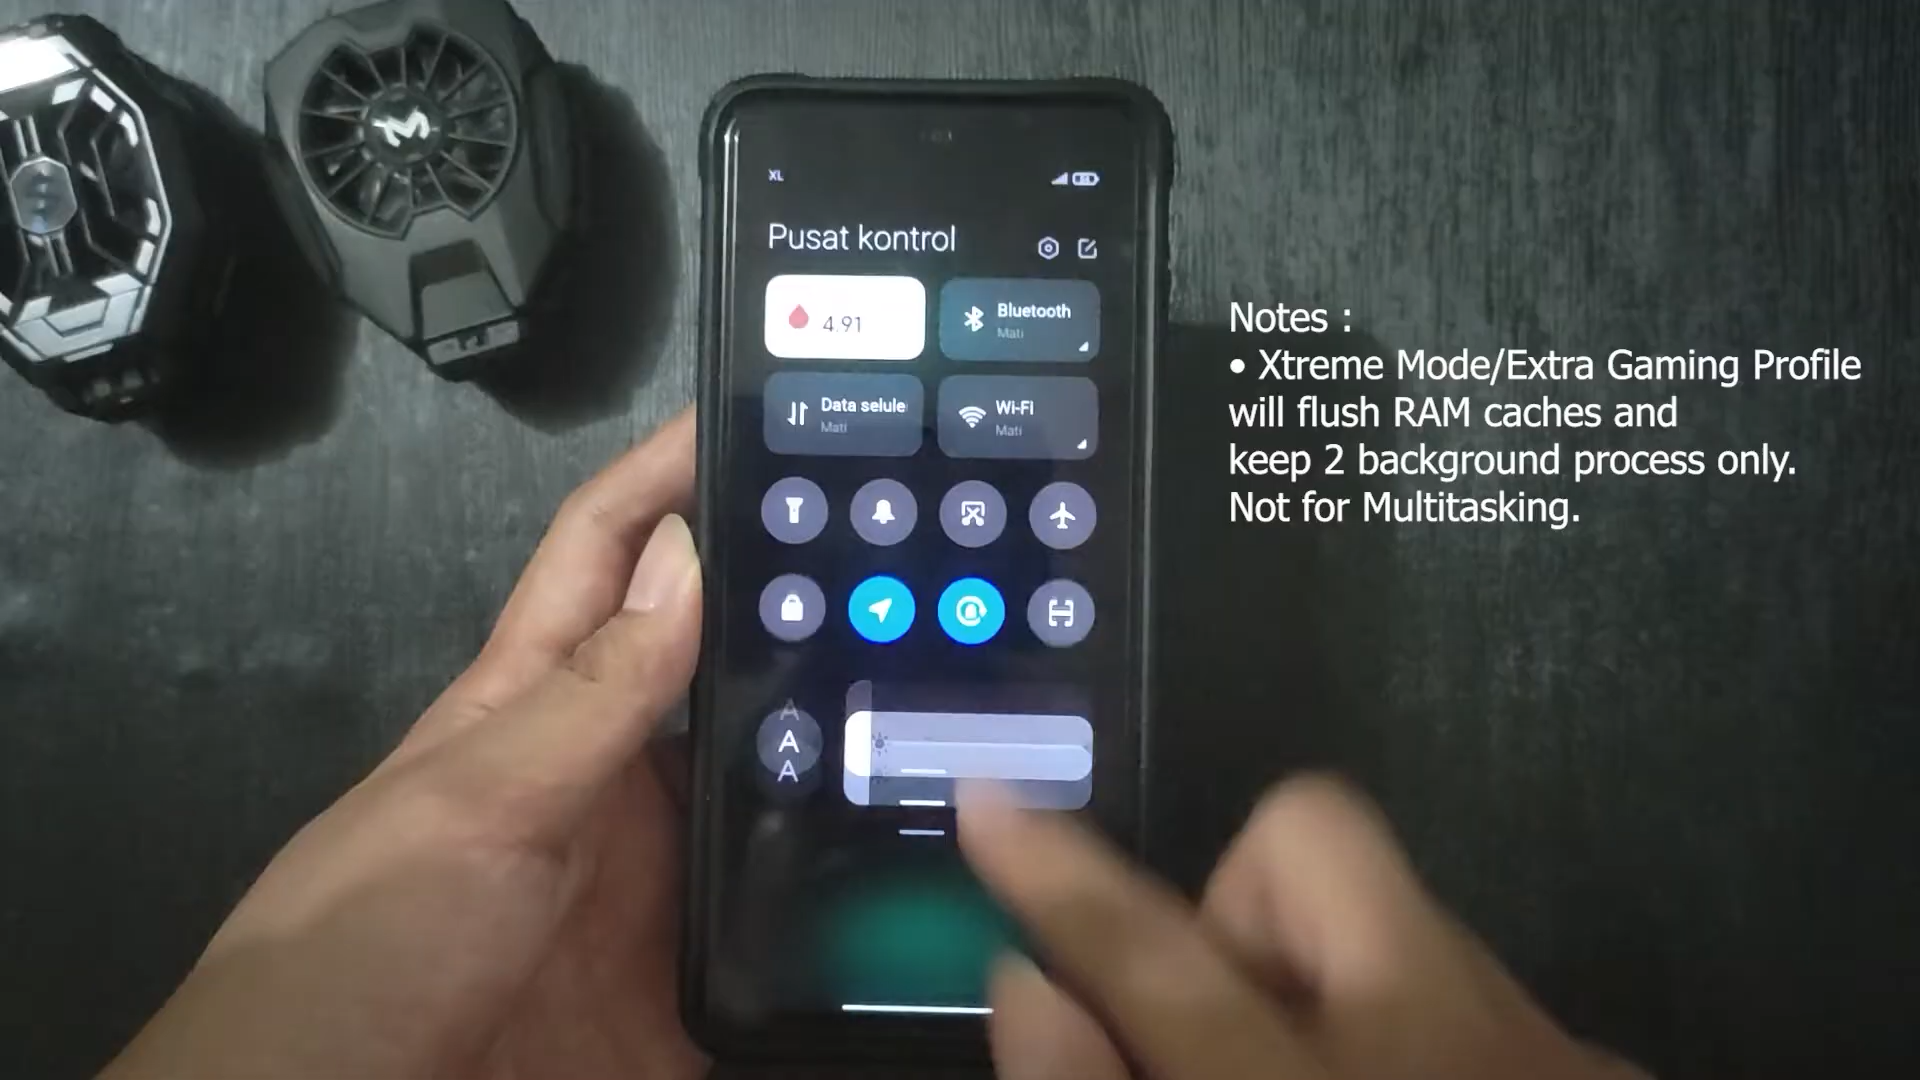 XL
Pusat kontrol
4.91
Bluetooth
Mati
Data selule
Mati
Wi-Fi
Mati
A
A
A
Notes :
• Xtreme Mode/Extra Gaming Profile
will flush RAM caches and
keep 2 background process only.
Not for Multitasking.